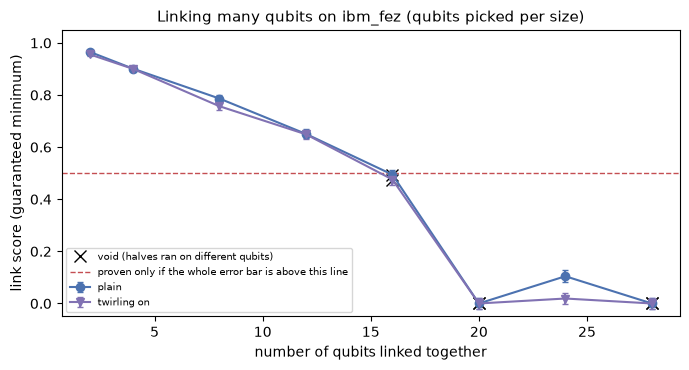 Linking many qubits on ibm_fez (qubits picked per size)
link score (guaranteed minimum)
1.0
0.8
0.6
0.4
0.2
0.0
void (halves ran on different qubits)
proven only if the whole error bar is above this line
plain
twirling on
5
10
15
20
25
number of qubits linked together